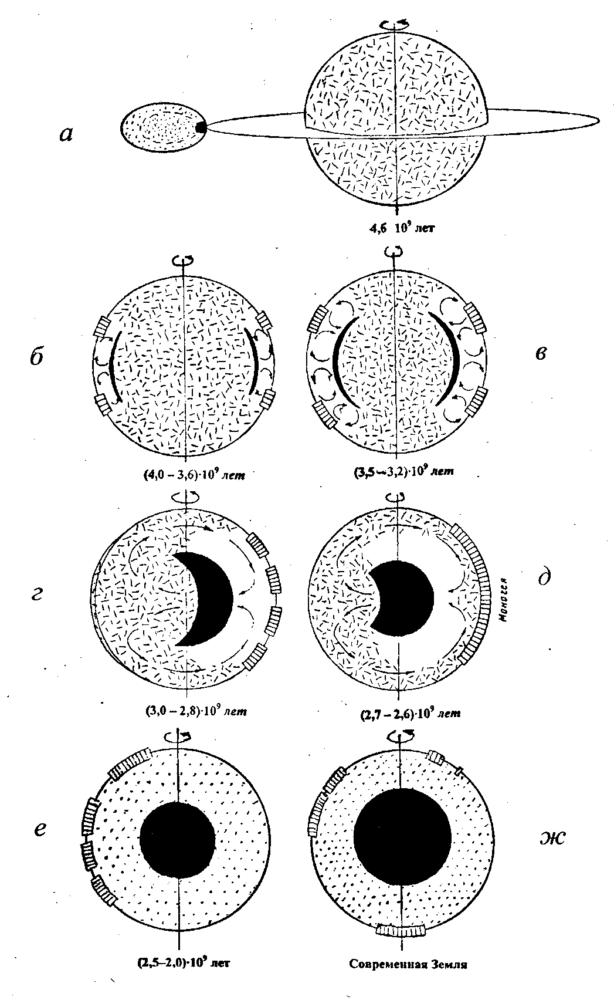 а
4,6 10⁹ лет
б
в
(4,0 – 3,6)·10⁹ лет
(3,5 – 3,2)·10⁹ лет
г
д
Моногея
(3,0 – 2,8)·10⁹ лет
(2,7 – 2,6)·10⁹ лет
е
ж
(2,5–2,0)·10⁹ лет
Современная Земля